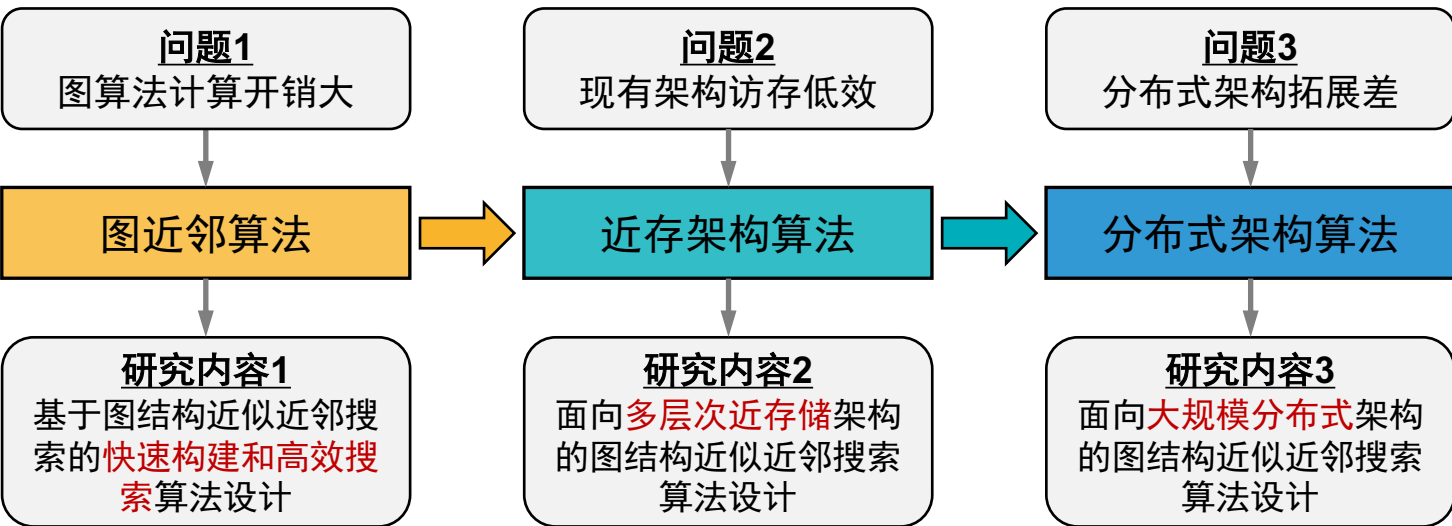 问题1
图算法计算开销大
问题2
现有架构访存低效
问题3
分布式架构拓展差
图近邻算法
近存架构算法
分布式架构算法
研究内容1
基于图结构近似近邻搜
索的快速构建和高效搜
索算法设计
研究内容2
面向多层次近存储架构
的图结构近似近邻搜索
算法设计
研究内容3
面向大规模分布式架构
的图结构近似近邻搜索
算法设计